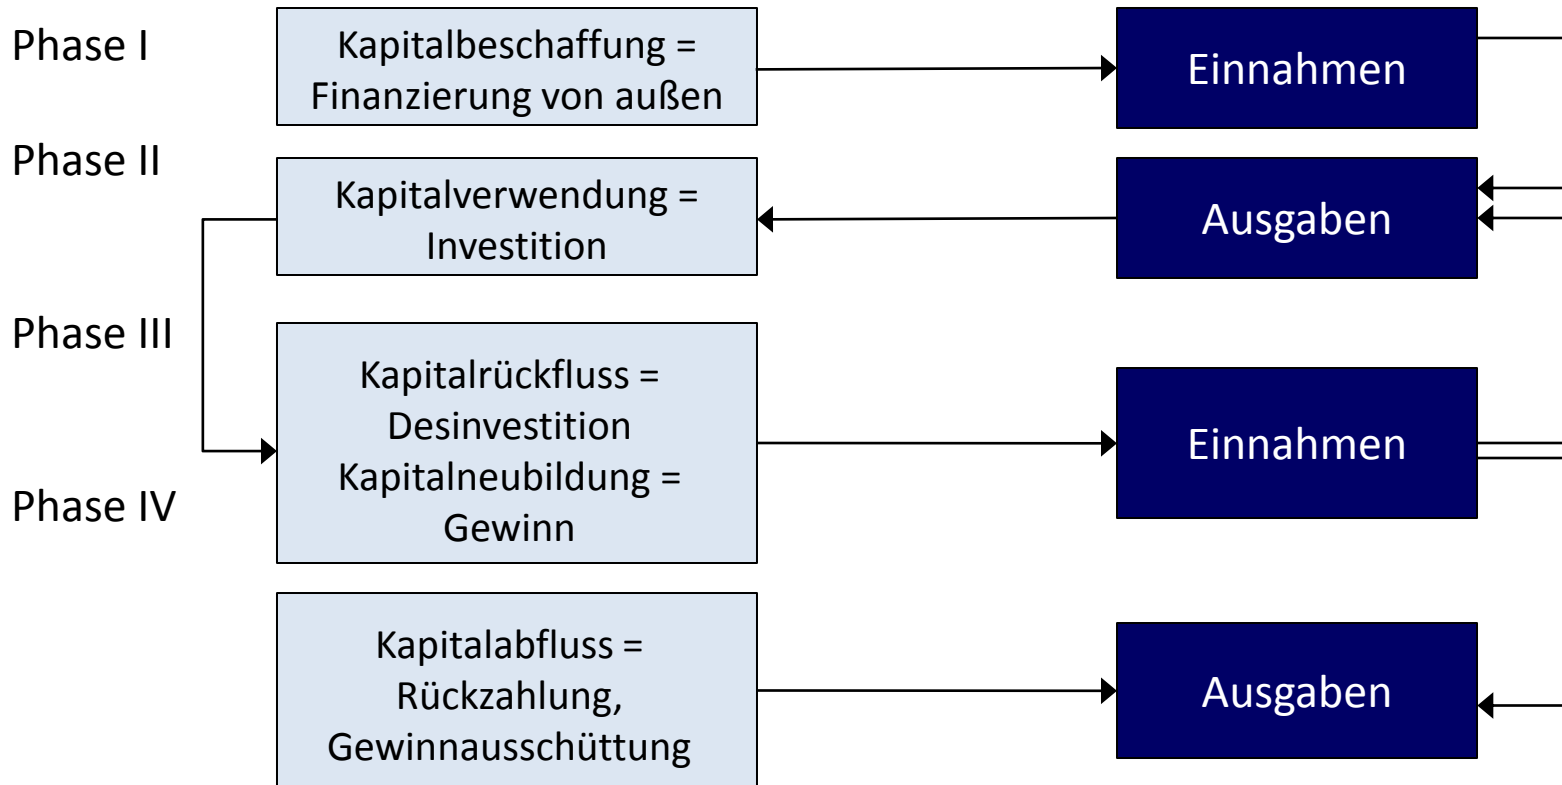 Phase I
Kapitalbeschaffung =
Finanzierung von außen
Einnahmen
Phase II
Kapitalverwendung =
Investition
Ausgaben
Phase III
Kapitalrückfluss =
Desinvestition
Kapitalneubildung =
Gewinn
Einnahmen
Phase IV
Kapitalabfluss =
Rückzahlung,
Gewinnausschüttung
Ausgaben